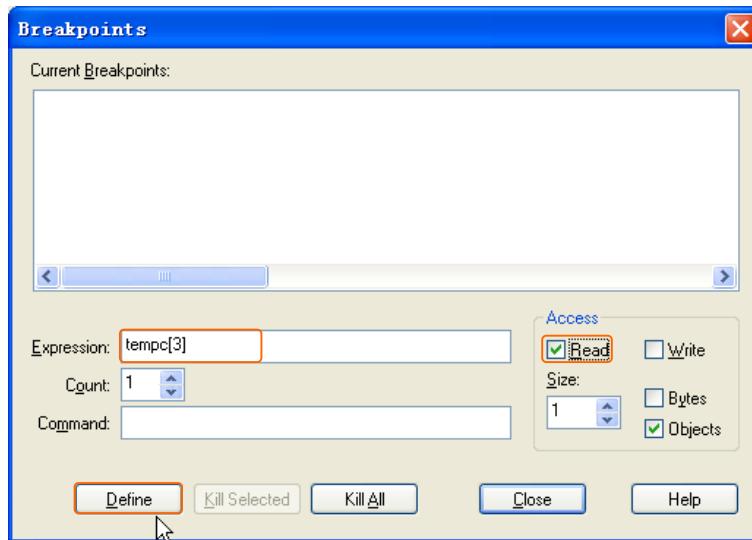 Breakpoints
Current Breakpoints:
Expression: tempc[3]
Count: 1
Command:
Access
Read
Write
Size:
1
Bytes
Objects
Define
Kill Selected
Kill All
Close
Help